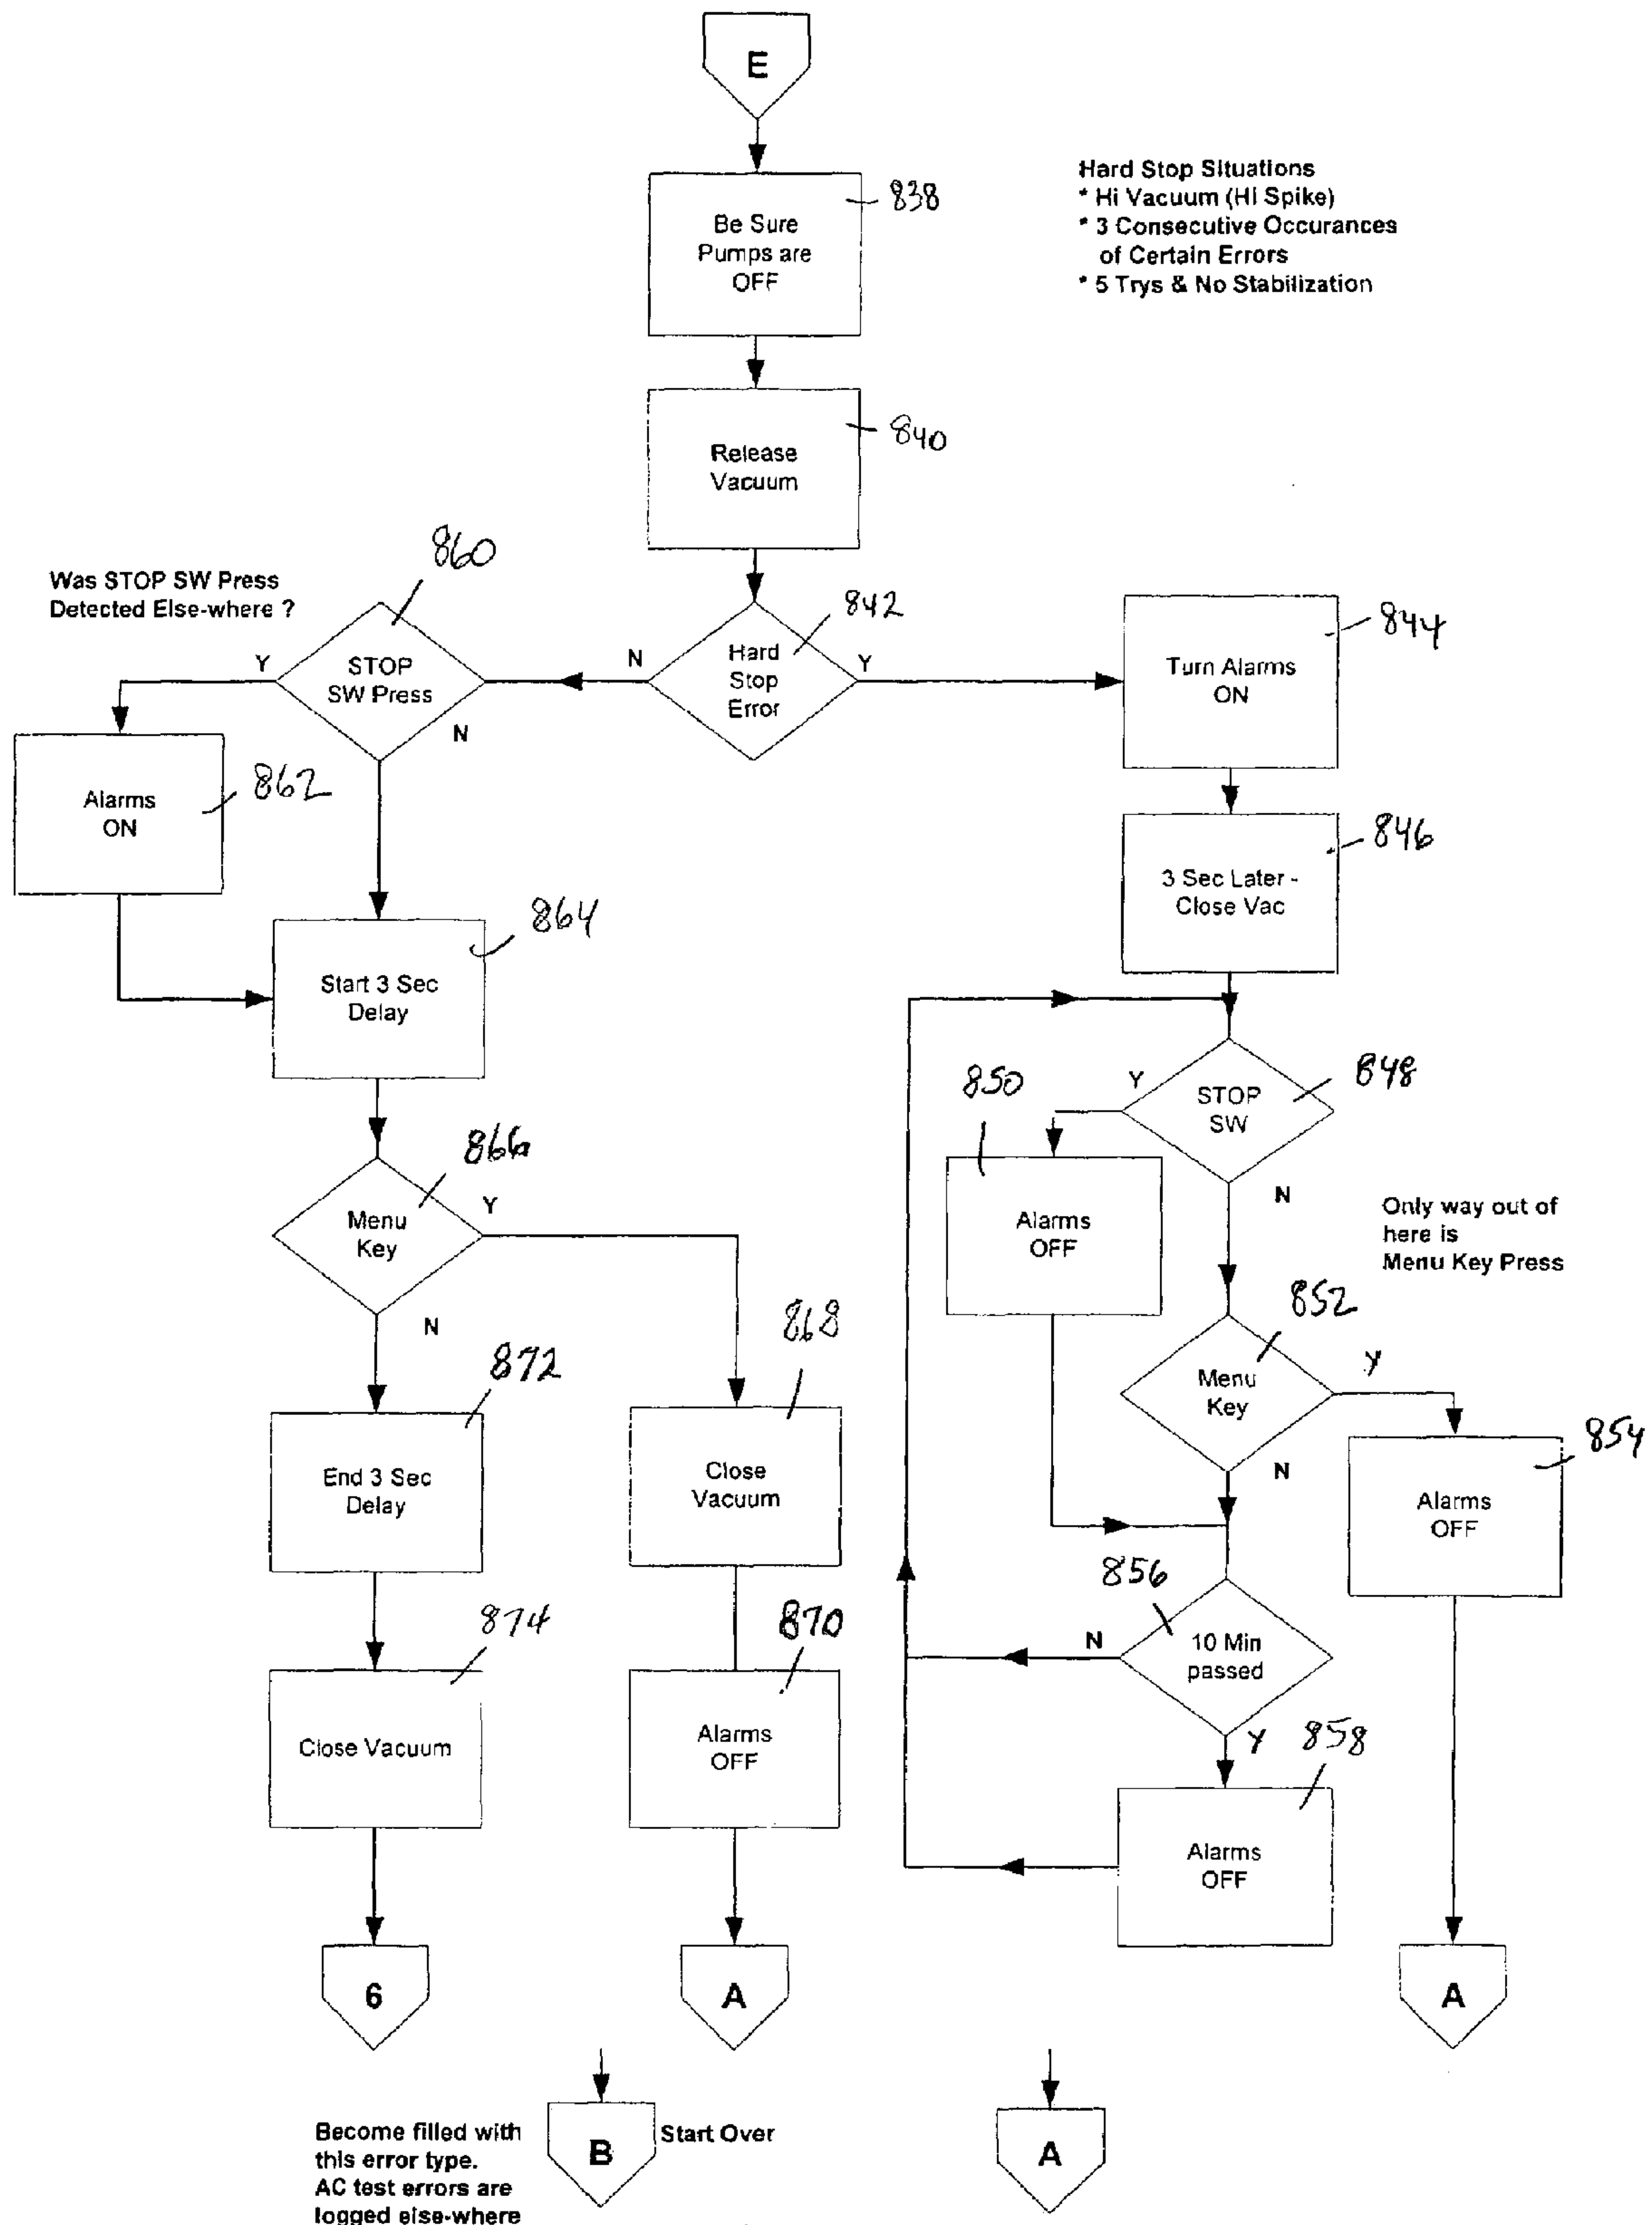 E
838
Be Sure
Pumps are
OFF
Hard Stop Situations
* Hi Vacuum (Hi Spike)
* 3 Consecutive Occurances
of Certain Errors
* 5 Trys & No Stabilization
840
Release
Vacuum
860
Was STOP SW Press
Detected Else-where ?
842
844
Y
STOP
SW Press
N
N
Hard
Stop
Error
Y
Turn Alarms
ON
862
Alarms
ON
846
3 Sec Later -
Close Vac
864
Start 3 Sec
Delay
848
850
Y
STOP
SW
N
866
Menu
Key
Y
N
Alarms
OFF
Only way out of
here is
Menu Key Press
852
Menu
Key
Y
N
868
872
End 3 Sec
Delay
Close
Vacuum
854
Alarms
OFF
856
N
10 Min
passed
Y
874
Close Vacuum
870
Alarms
OFF
858
Alarms
OFF
6
A
A
B
Start Over
A
Become filled with
this error type.
AC test errors are
logged else-where